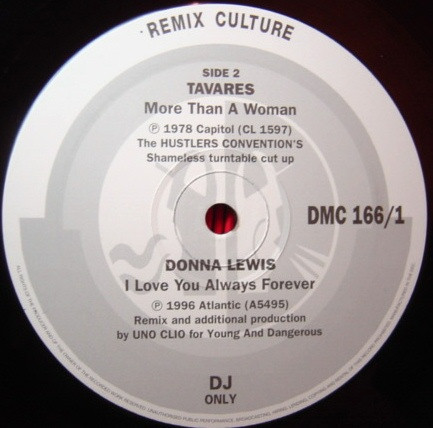 · REMIX CULTURE
SIDE 2
TAVARES
More Than A Woman
℗ 1978 Capitol (CL 1597)
The HUSTLERS CONVENTION'S
Shameless turntable cut up
DMC 166/1
DONNA LEWIS
I Love You Always Forever
℗ 1996 Atlantic (A5495)
Remix and additional production
by UNO CLIO for Young And Dangerous
DJ
ONLY